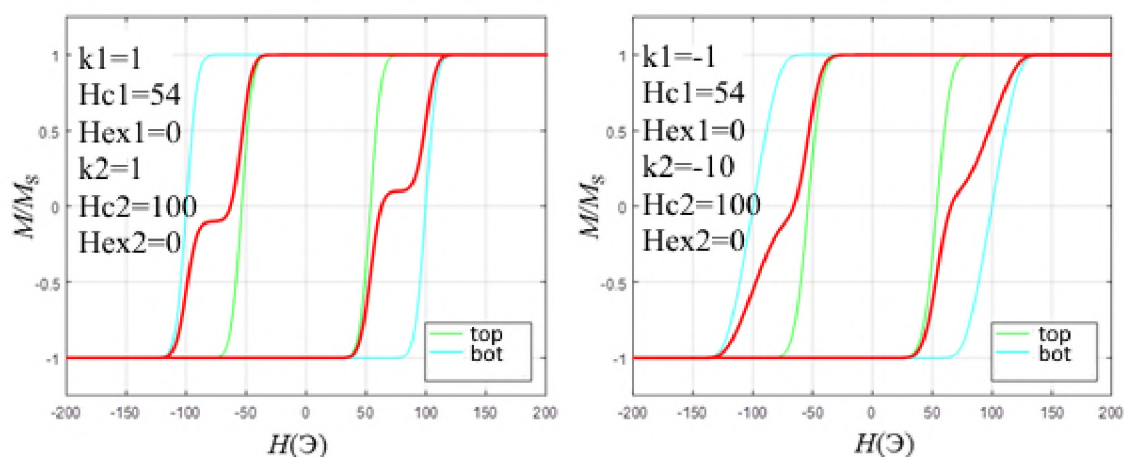 k1=1
Hc1=54
Hex1=0
k2=1
Hc2=100
Hex2=0
M/Ms
1
0.5
0
-0.5
-1
-200
-150
-100
-50
0
50
100
150
200
H(Э)
top
bot
k1=-1
Hc1=54
Hex1=0
k2=-10
Hc2=100
Hex2=0
M/Ms
1
0.5
0
-0.5
-1
-200
-150
-100
-50
0
50
100
150
200
H(Э)
top
bot